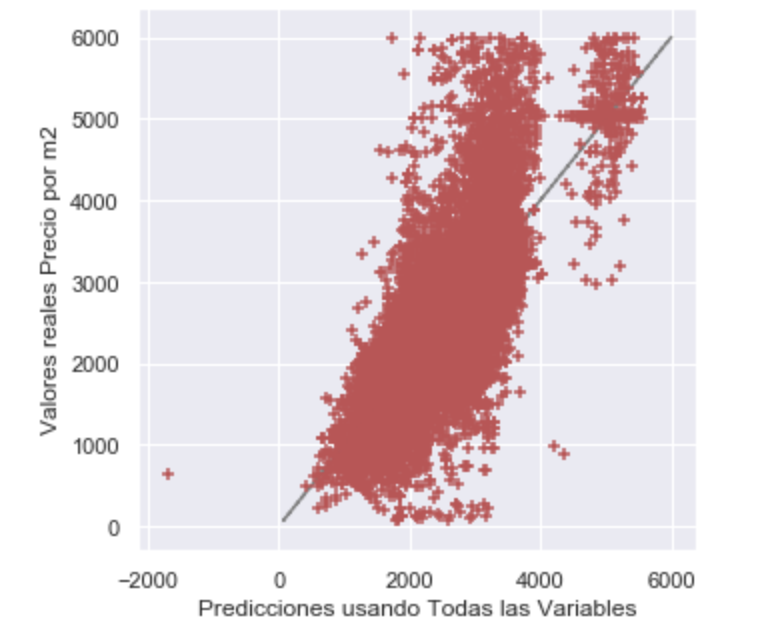 6000
5000
4000
3000
2000
1000
0
Valores reales Precio por m2
−2000 0 2000 4000 6000
Predicciones usando Todas las Variables